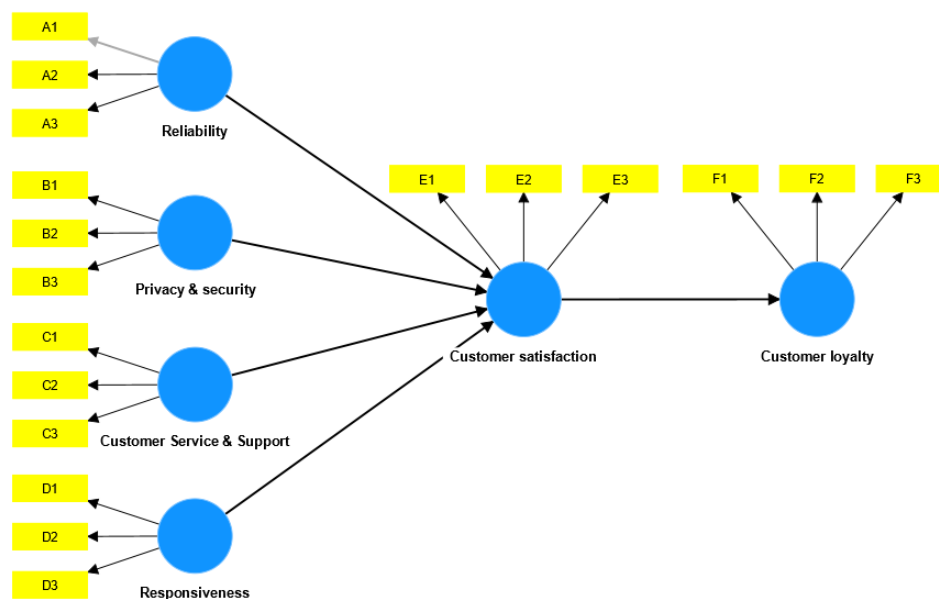 A1
A2
A3
Reliability
B1
B2
B3
Privacy & security
C1
C2
C3
Customer Service & Support
D1
D2
D3
Responsiveness
E1
E2
E3
Customer satisfaction
F1
F2
F3
Customer loyalty